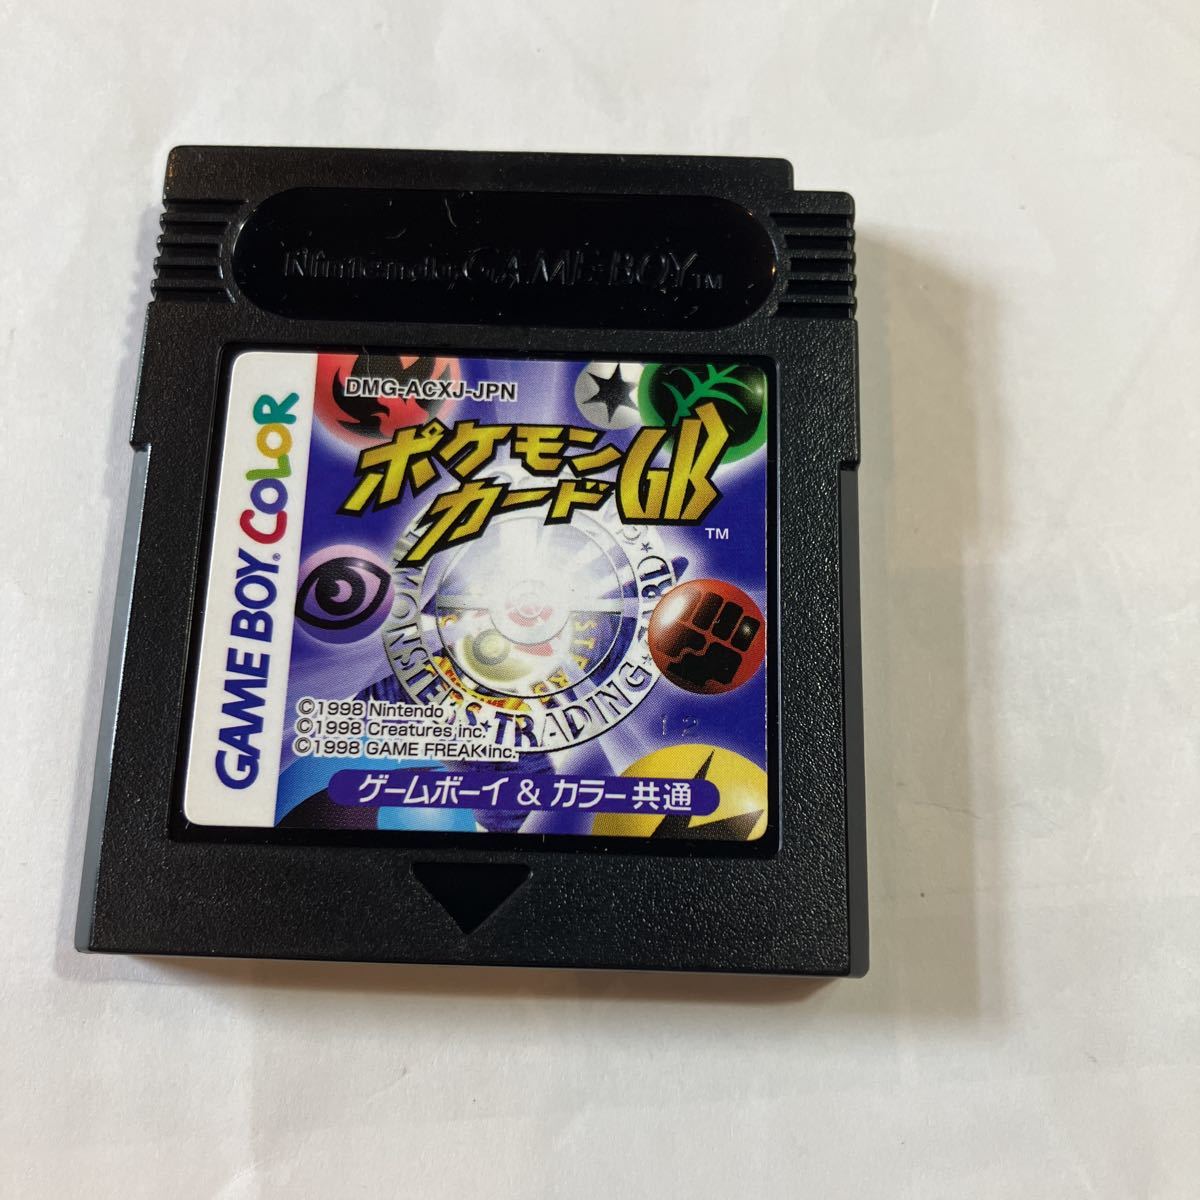 Nintendo GAME BOY™
DMG-ACXJ-JPN
GAME BOY COLOR
ポケモン
カードGB
™
MONSTERS TRADING CARD
STAR
©1998 Nintendo
©1998 Creatures inc.
©1998 GAME FREAK inc.
12
ゲームボーイ & カラー共通